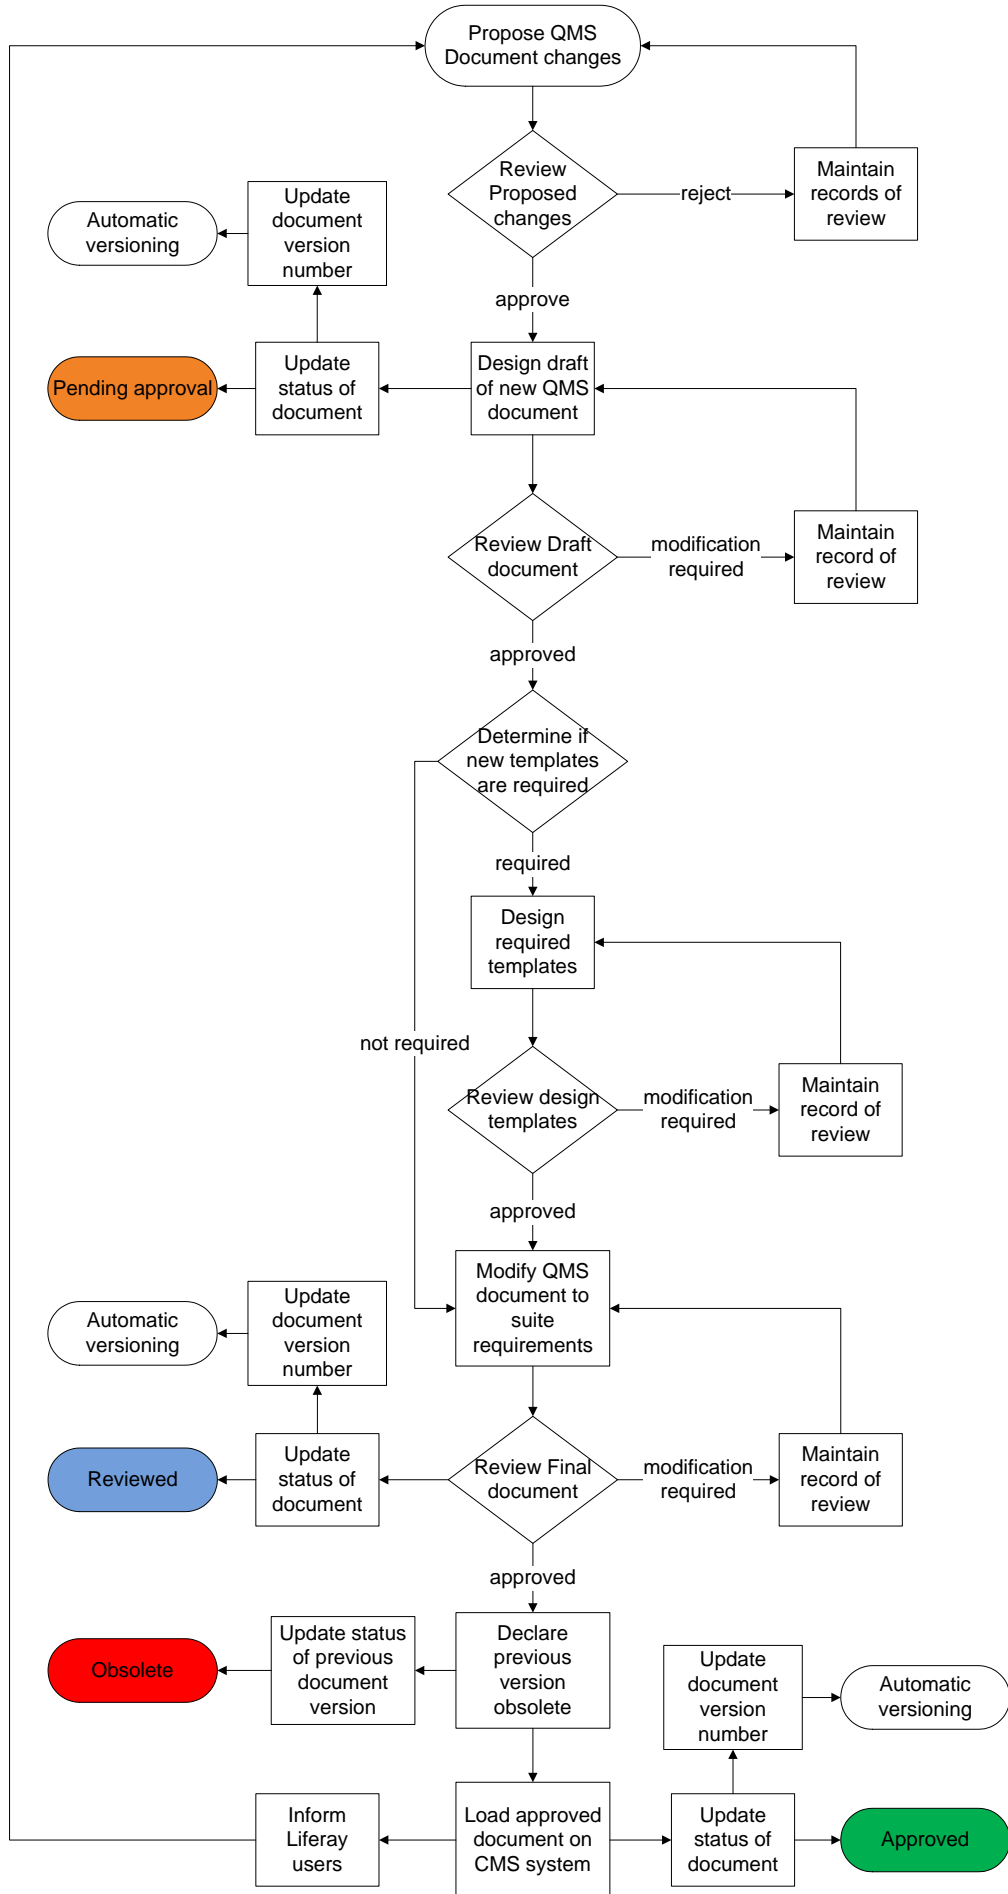 Propose QMS
Document changes
Review
Proposed
changes
reject
Maintain
records of
review
Update
document
version
number
Automatic
versioning
approve
Design draft
of new QMS
document
Update
status of
document
Pending approval
Review Draft
document
modification
required
Maintain
record of
review
approved
Determine if
new templates
are required
required
Design
required
templates
not required
Review design
templates
modification
required
Maintain
record of
review
approved
Modify QMS
document to
suite
requirements
Update
document
version
number
Automatic
versioning
Review Final
document
modification
required
Maintain
record of
review
Update
status of
document
Reviewed
approved
Declare
previous
version
obsolete
Update status
of previous
document
version
Obsolete
Update
document
version
number
Automatic
versioning
Load approved
document on
CMS system
Inform
Liferay
users
Update
status of
document
Approved